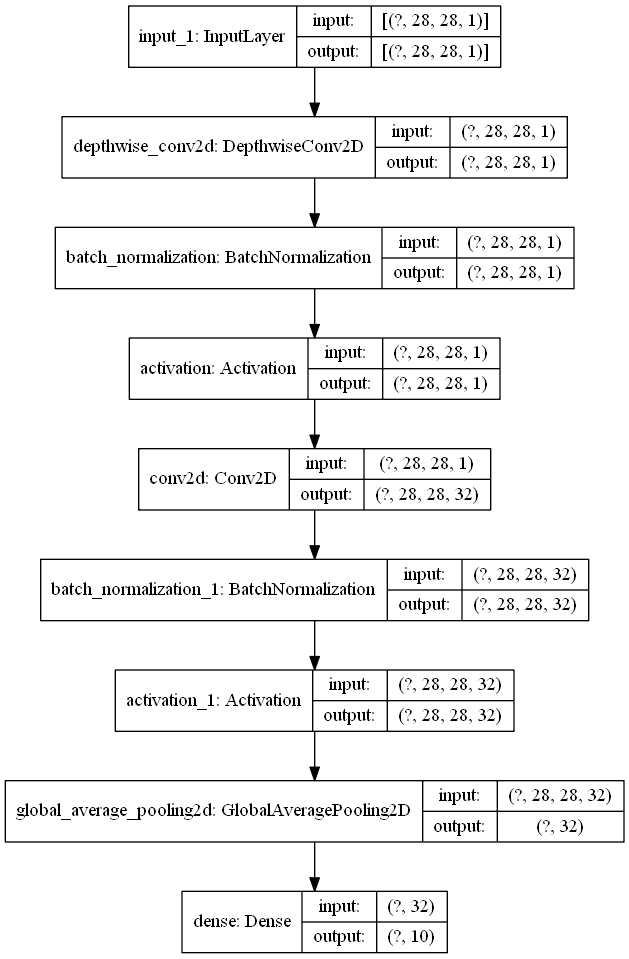 input_1: InputLayer
input: [(?, 28, 28, 1)]
output: [(?, 28, 28, 1)]
depthwise_conv2d: DepthwiseConv2D
input: (?, 28, 28, 1)
output: (?, 28, 28, 1)
batch_normalization: BatchNormalization
input: (?, 28, 28, 1)
output: (?, 28, 28, 1)
activation: Activation
input: (?, 28, 28, 1)
output: (?, 28, 28, 1)
conv2d: Conv2D
input: (?, 28, 28, 1)
output: (?, 28, 28, 32)
batch_normalization_1: BatchNormalization
input: (?, 28, 28, 32)
output: (?, 28, 28, 32)
activation_1: Activation
input: (?, 28, 28, 32)
output: (?, 28, 28, 32)
global_average_pooling2d: GlobalAveragePooling2D
input: (?, 28, 28, 32)
output: (?, 32)
dense: Dense
input: (?, 32)
output: (?, 10)